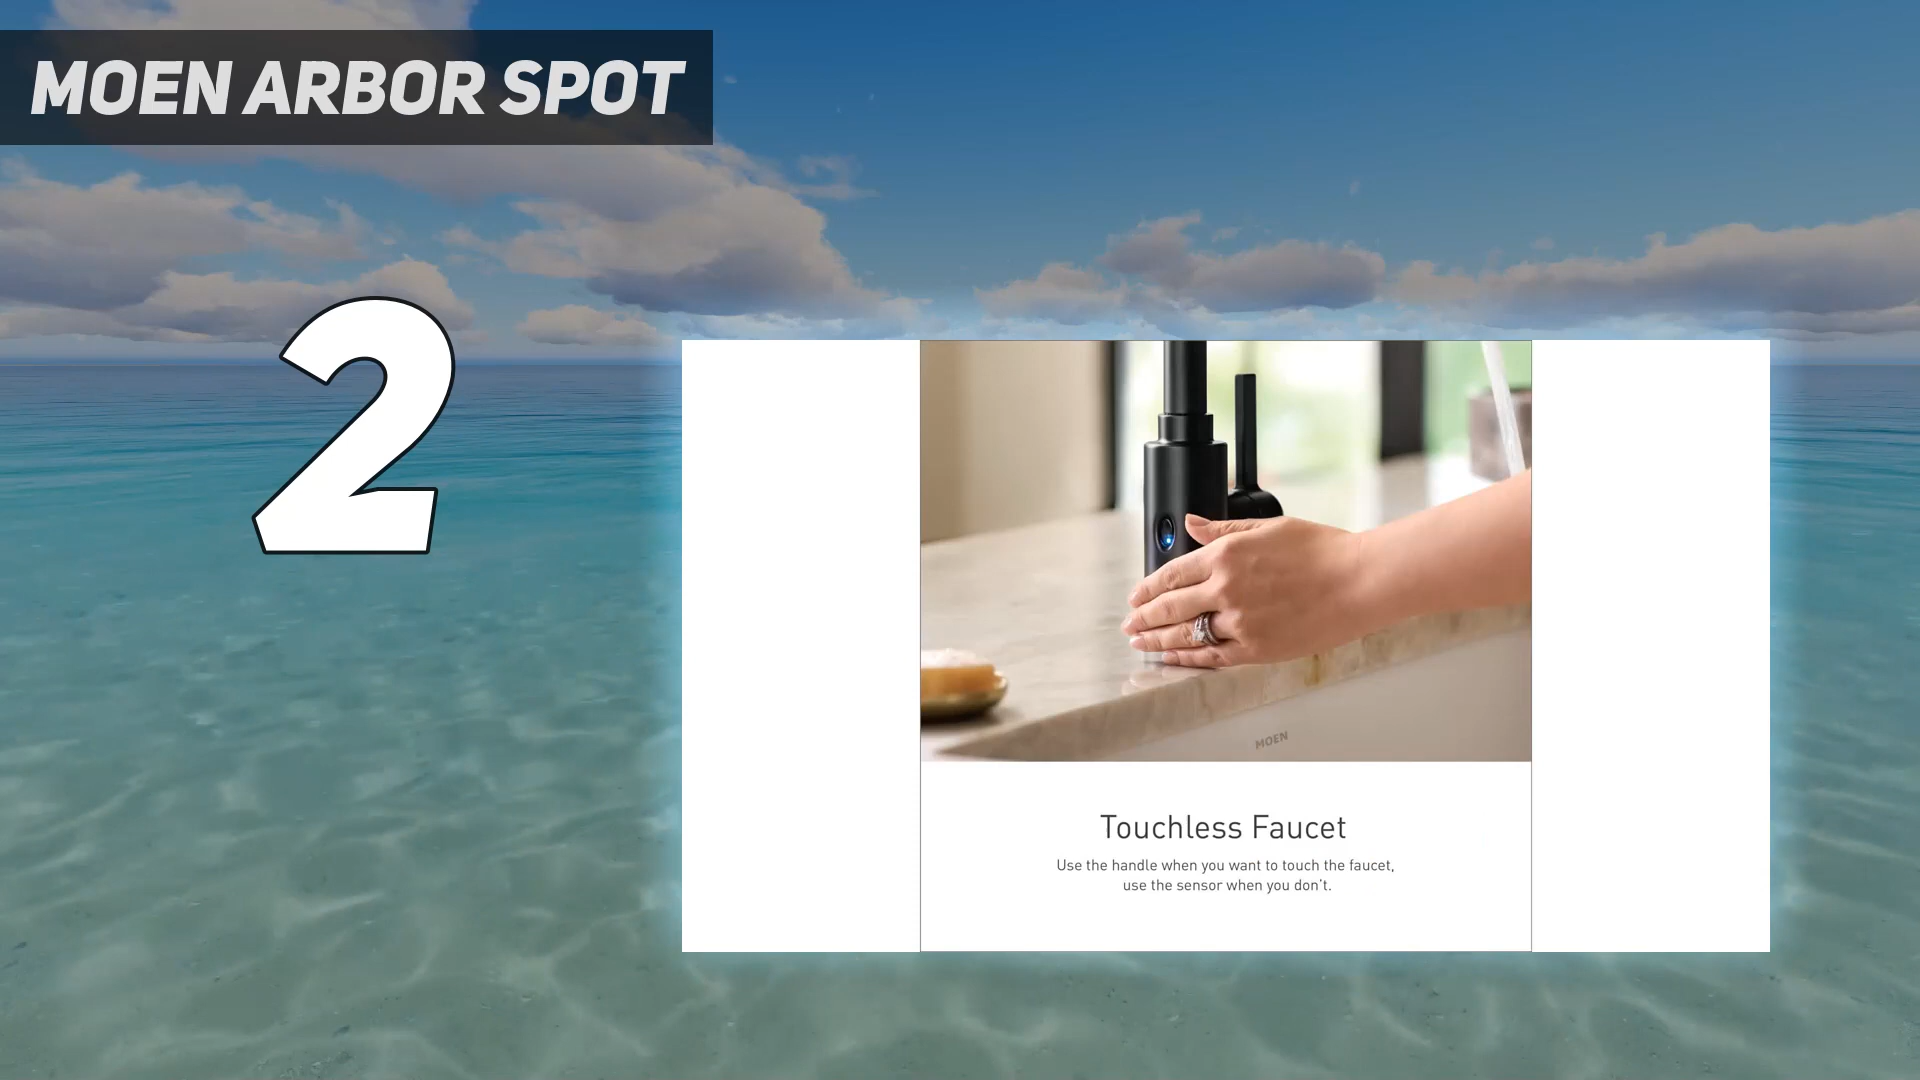 MOEN ARBOR SPOT
2
MOEN
Touchless Faucet
Use the handle when you want to touch the faucet,
use the sensor when you don't.